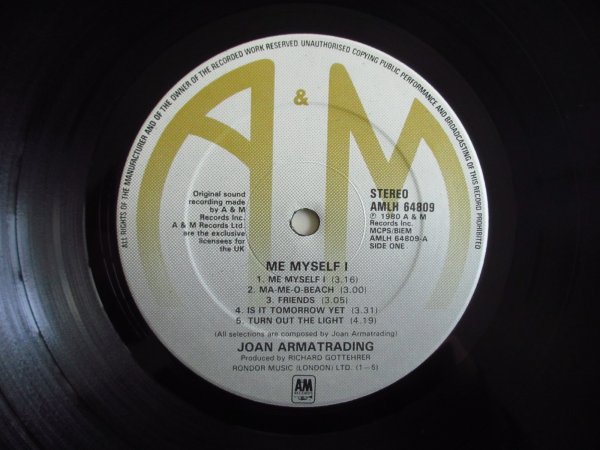 ALL RIGHTS OF THE MANUFACTURER AND OF THE OWNER OF THE RECORDED WORK RESERVED. UNAUTHORISED COPYING PUBLIC PERFORMANCE AND BROADCASTING OF THIS RECORD PROHIBITED
A & M
Original sound
recording made
by A & M
Records Inc.
A & M Records Ltd.
are the exclusive
licensees for
the UK
STEREO
AMLH 64809
℗ 1980 A & M
Records Inc.
MCPS/BIEM
AMLH 64809-A
SIDE ONE
ME MYSELF I
1. ME MYSELF I (3.16)
2. MA-ME-O-BEACH (3.00)
3. FRIENDS (3.05)
4. IS IT TOMORROW YET (3.31)
5. TURN OUT THE LIGHT (4.19)
(All selections are composed by Joan Armatrading)
JOAN ARMATRADING
Produced by RICHARD GOTTEHRER
RONDOR MUSIC (LONDON) LTD. (1—5)
AM
RECORDS